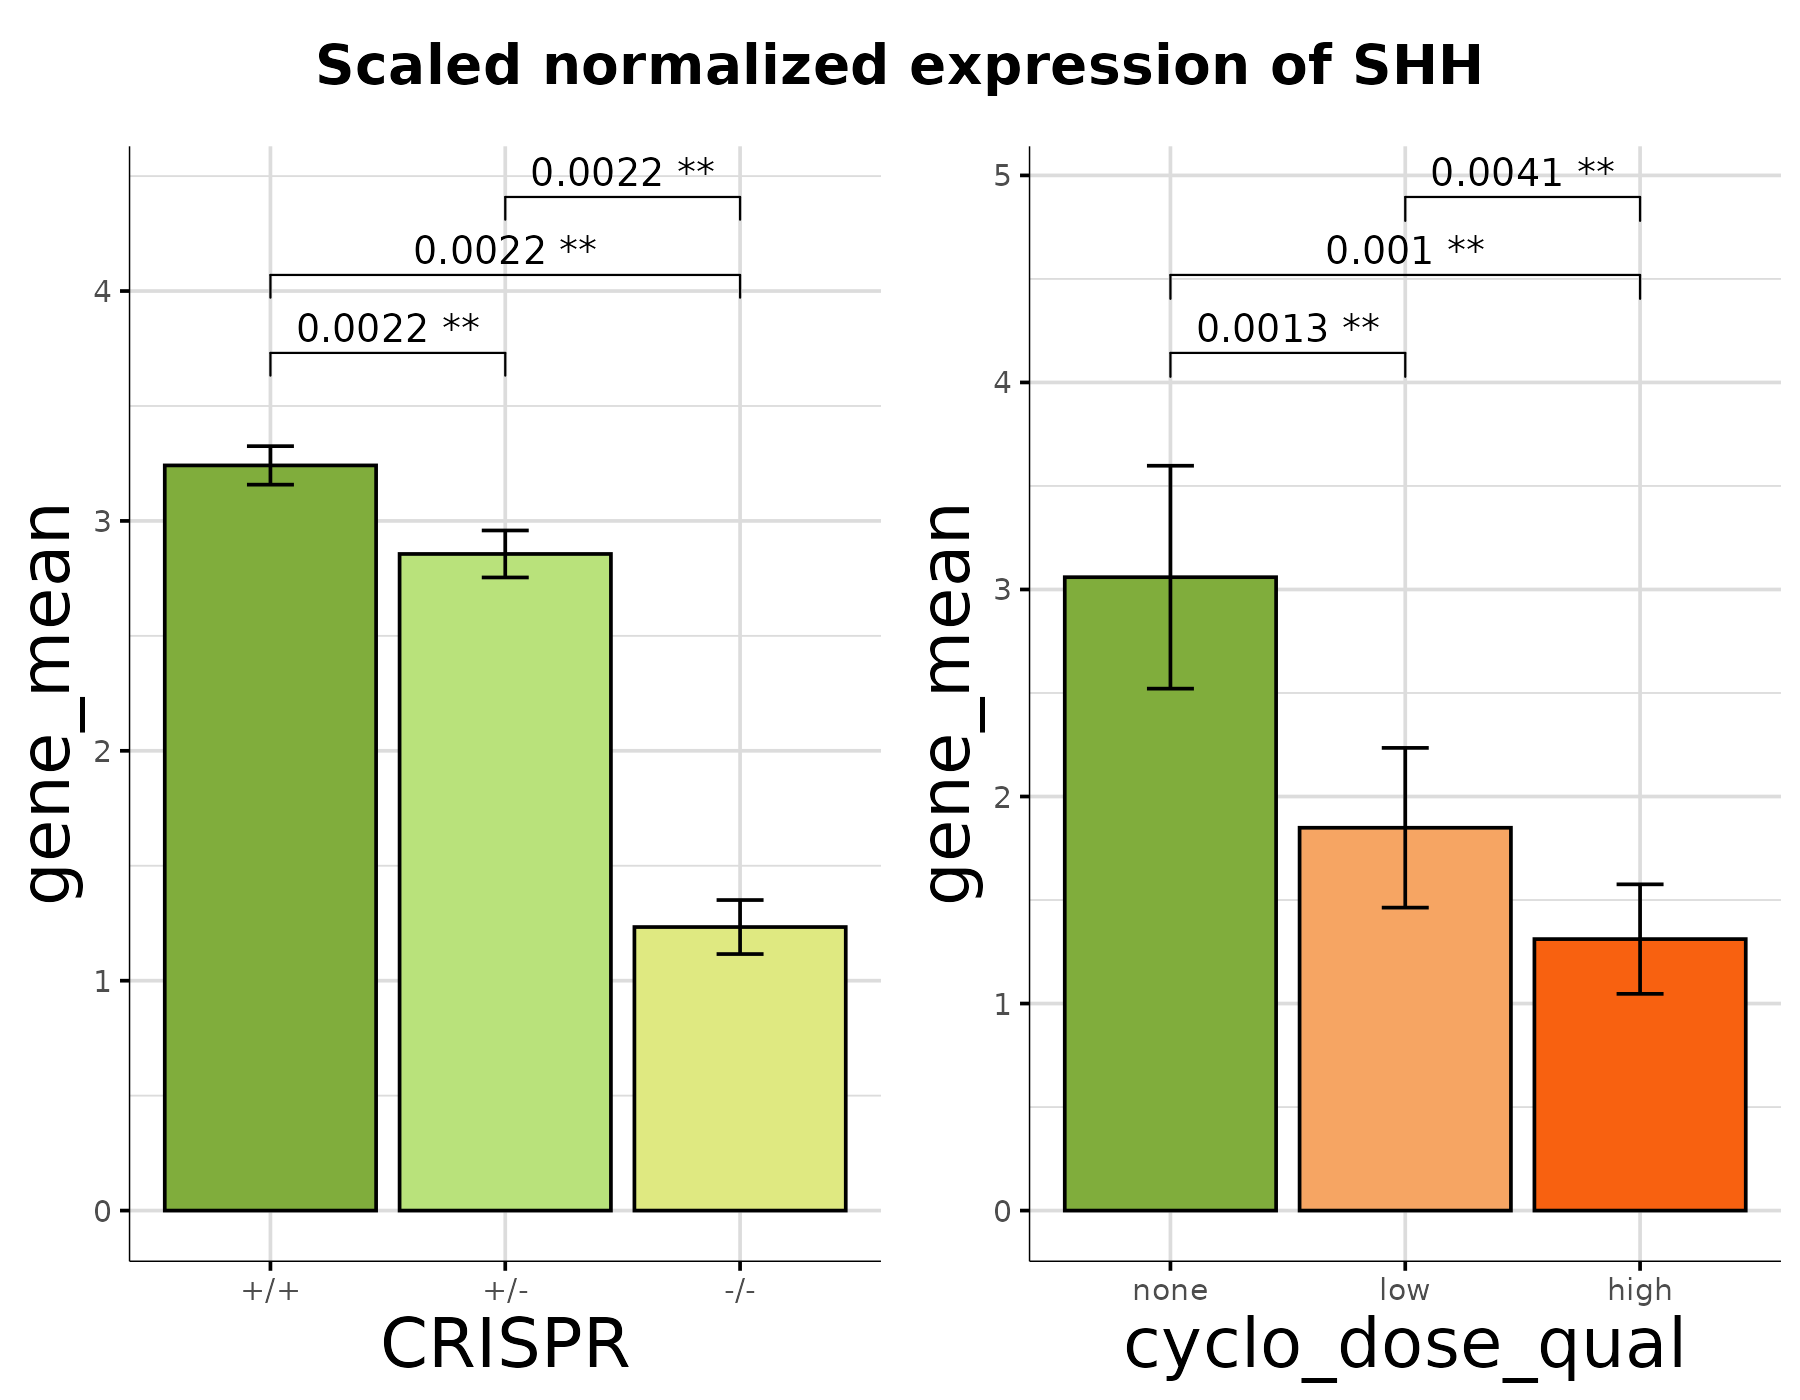 Scaled normalized expression of SHH
gene_mean
4
3
2
1
0
0.0022 **
0.0022 **
0.0022 **
+/+
+/-
-/-
CRISPR
gene_mean
5
4
3
2
1
0
0.0041 **
0.001 **
0.0013 **
none
low
high
cyclo_dose_qual